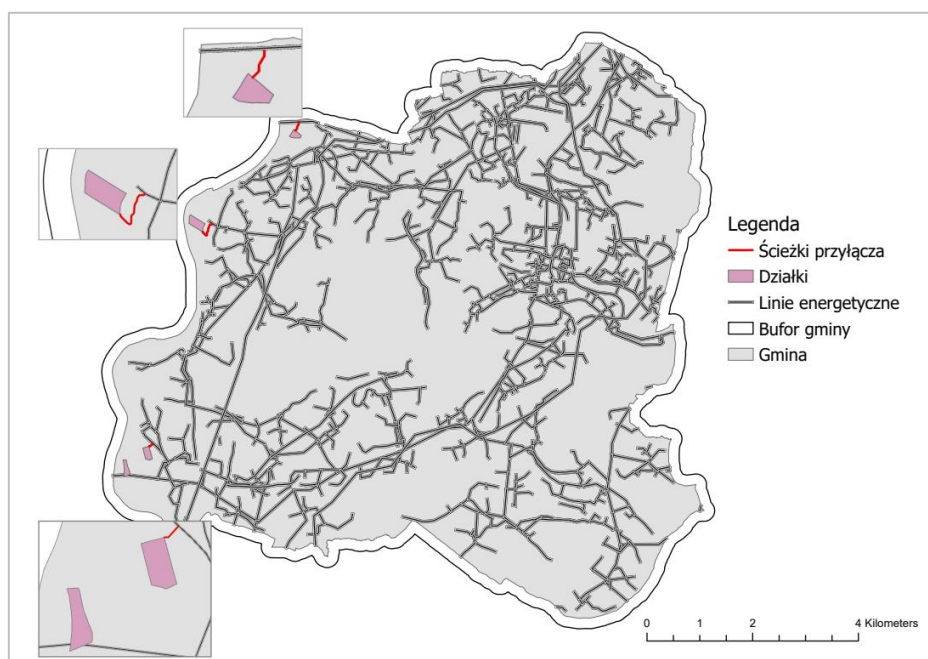 Legenda
Ścieżki przyłącza
Działki
Linie energetyczne
Bufor gminy
Gmina
0 1 2 4 Kilometers